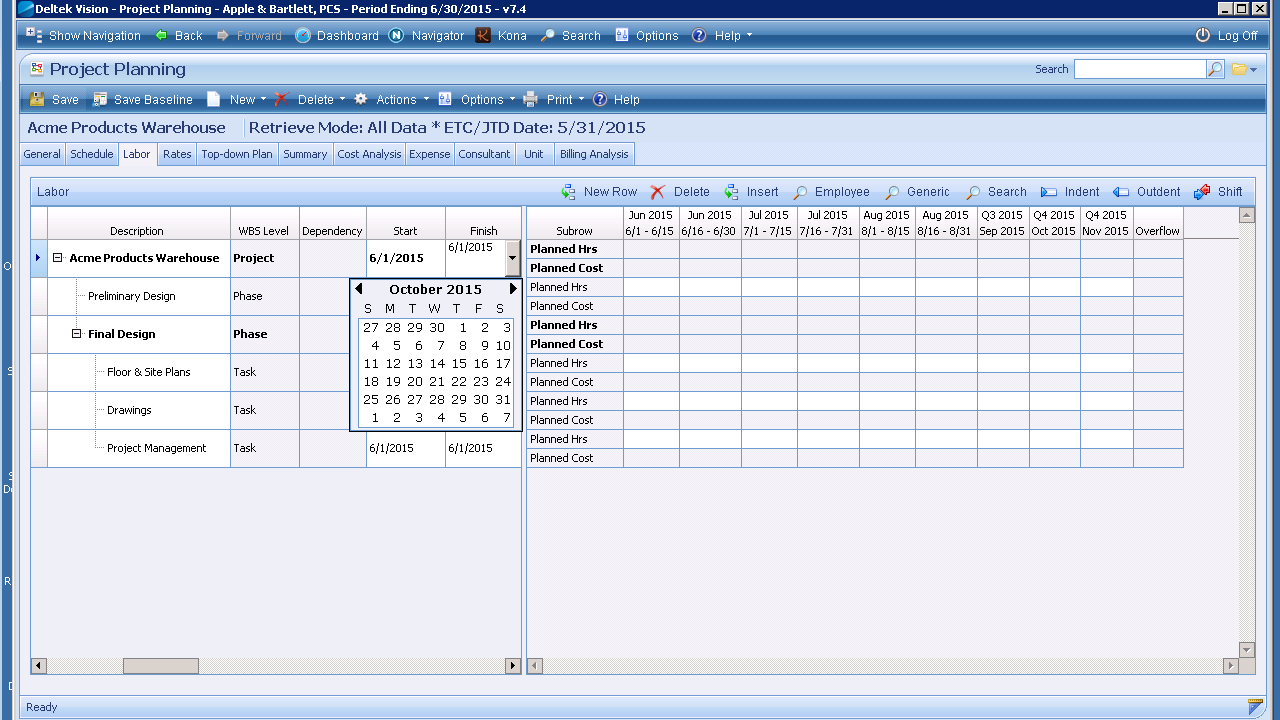 Deltek Vision - Project Planning - Apple & Bartlett, PCS - Period Ending 6/30/2015 - v7.4
Show Navigation Back Forward Dashboard Navigator Kona Search Options Help Log Off
Project Planning Search
Save Save Baseline New Delete Actions Options Print Help
Acme Products Warehouse Retrieve Mode: All Data * ETC/JTD Date: 5/31/2015
General Schedule Labor Rates Top-down Plan Summary Cost Analysis Expense Consultant Unit Billing Analysis
Labor New Row Delete Insert Employee Generic Search Indent Outdent Shift
Jun 2015 Jun 2015 Jul 2015 Jul 2015 Aug 2015 Aug 2015 Q3 2015 Q4 2015 Q4 2015
Description WBS Level Dependency Start Finish Subrow 6/1 - 6/15 6/16 - 6/30 7/1 - 7/15 7/16 - 7/31 8/1 - 8/15 8/16 - 8/31 Sep 2015 Oct 2015 Nov 2015 Overflow
6/1/2015 Planned Hrs
Acme Products Warehouse Project 6/1/2015
Planned Cost
Planned Hrs
Preliminary Design Phase
Planned Cost
Planned Hrs
Final Design Phase
Planned Cost
Planned Hrs
Floor & Site Plans Task
Planned Cost
Planned Hrs
Drawings Task
Planned Cost
Planned Hrs
Project Management Task 6/1/2015 6/1/2015
Planned Cost
October 2015
S M T W T F S
27 28 29 30 1 2 3
4 5 6 7 8 9 10
11 12 13 14 15 16 17
18 19 20 21 22 23 24
25 26 27 28 29 30 31
1 2 3 4 5 6 7
Ready